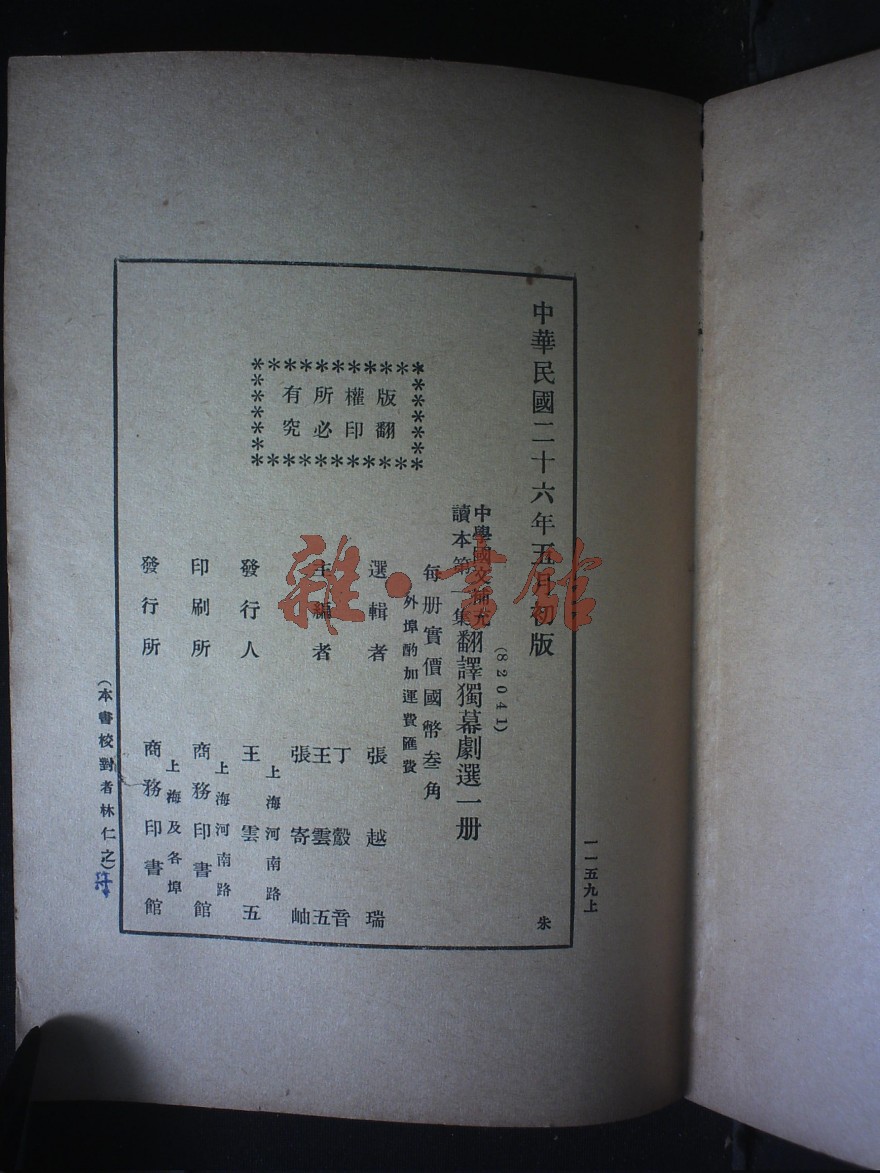 一一五九上
中華民國二十六年五月初版
朱
(82041)
中學國文補充
讀本第一集
翻譯獨幕劇選一册
每册實價國幣叁角
外埠酌加運費匯費
版權所有
翻印必究
選輯者 張越瑞
主編者 丁瑴音
王雲五
張寄岫
發行人 王雲五
上海河南路
印刷所 商務印書館
上海河南路
發行所 商務印書館
上海及各埠
(本書校對者林仁之)
雜·書館